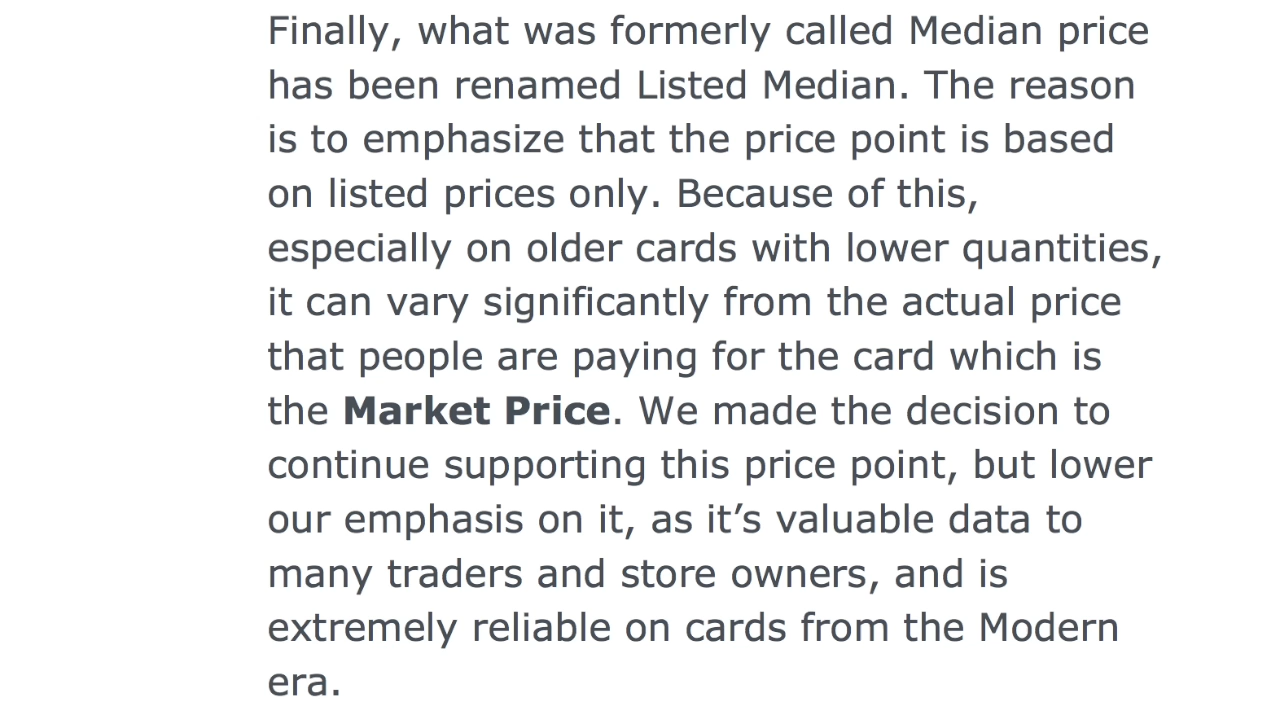 Finally, what was formerly called Median price
has been renamed Listed Median. The reason
is to emphasize that the price point is based
on listed prices only. Because of this,
especially on older cards with lower quantities,
it can vary significantly from the actual price
that people are paying for the card which is
the Market Price. We made the decision to
continue supporting this price point, but lower
our emphasis on it, as it’s valuable data to
many traders and store owners, and is
extremely reliable on cards from the Modern
era.